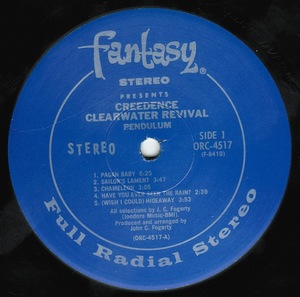 Fantasy®
STEREO
PRESENTS
CREEDENCE
CLEARWATER REVIVAL
PENDULUM
STEREO
SIDE 1
ORC-4517
(F-8410)
1. PAGAN BABY 6:25
2. SAILOR'S LAMENT 3:47
3. CHAMELEON 3:05
4. HAVE YOU EVER SEEN THE RAIN? 2:39
5. (WISH I COULD) HIDEAWAY 3:53
All selections by J. C. Fogarty
(Jondora Music-BMI).
Produced and arranged by
John C. Fogarty
(ORC-4517-A)
Full Radial Stereo